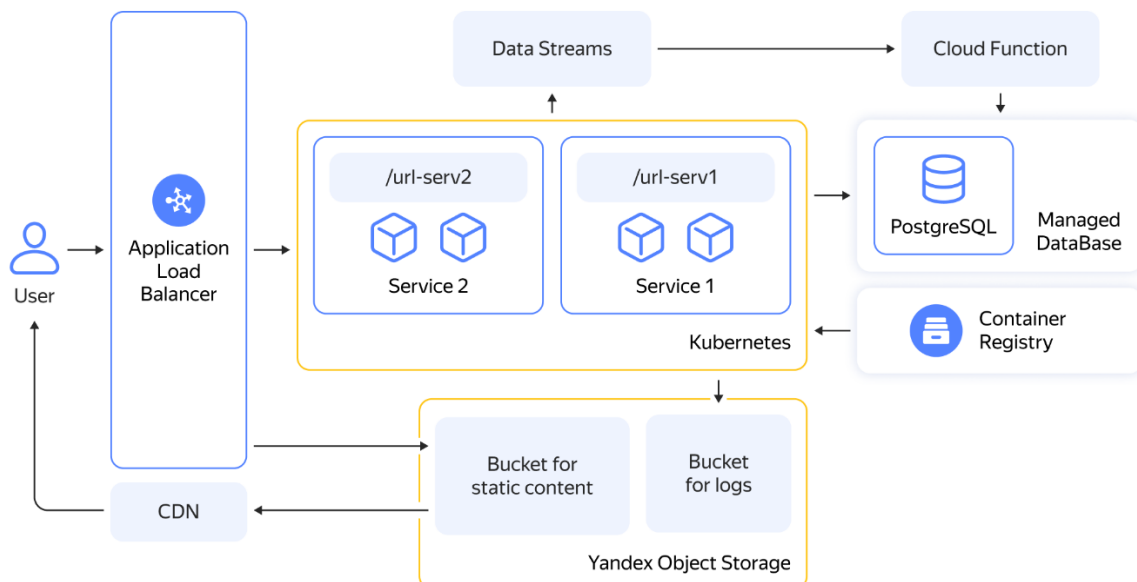 Data Streams
Cloud Function
/url-serv2
/url-serv1
Service 2
Service 1
Kubernetes
Application
Load
Balancer
User
PostgreSQL
Managed
DataBase
Container
Registry
Bucket for
static content
Bucket
for logs
Yandex Object Storage
CDN